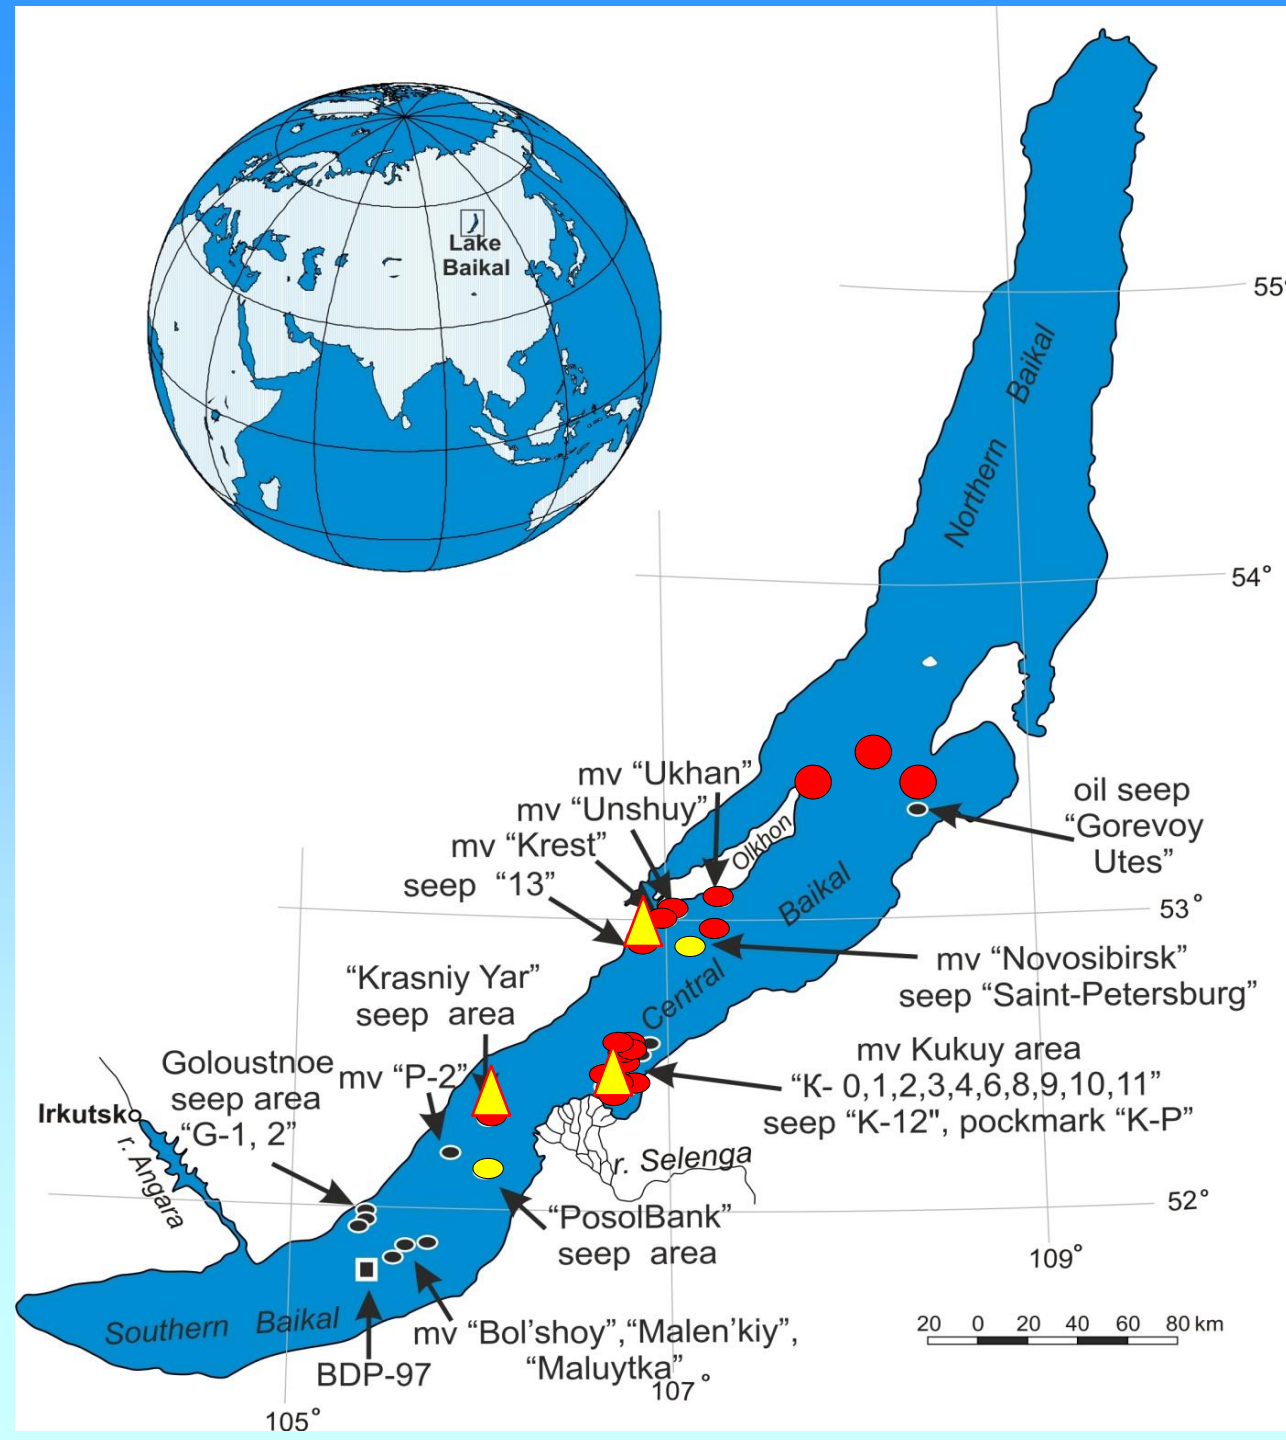 Lake
Baikal
55°
Northern Baikal
54°
mv “Ukhan”
mv “Unshuy”
mv “Krest”
seep “13”
Olkhon
oil seep
“Gorevoy
Utes”
53°
Central Baikal
mv “Novosibirsk”
seep “Saint-Petersburg”
“Krasniy Yar”
seep area
mv Kukuy area
“K- 0,1,2,3,4,6,8,9,10,11”
seep “K-12", pockmark “K-P”
Goloustnoe
seep area
“G-1, 2”
mv “P-2”
Irkutsk
r. Angara
r. Selenga
52°
“PosolBank”
seep area
109°
Southern Baikal
20 0 20 40 60 80 km
mv “Bol’shoy”,“Malen’kiy”,
“Maluytka”
BDP-97
107°
105°